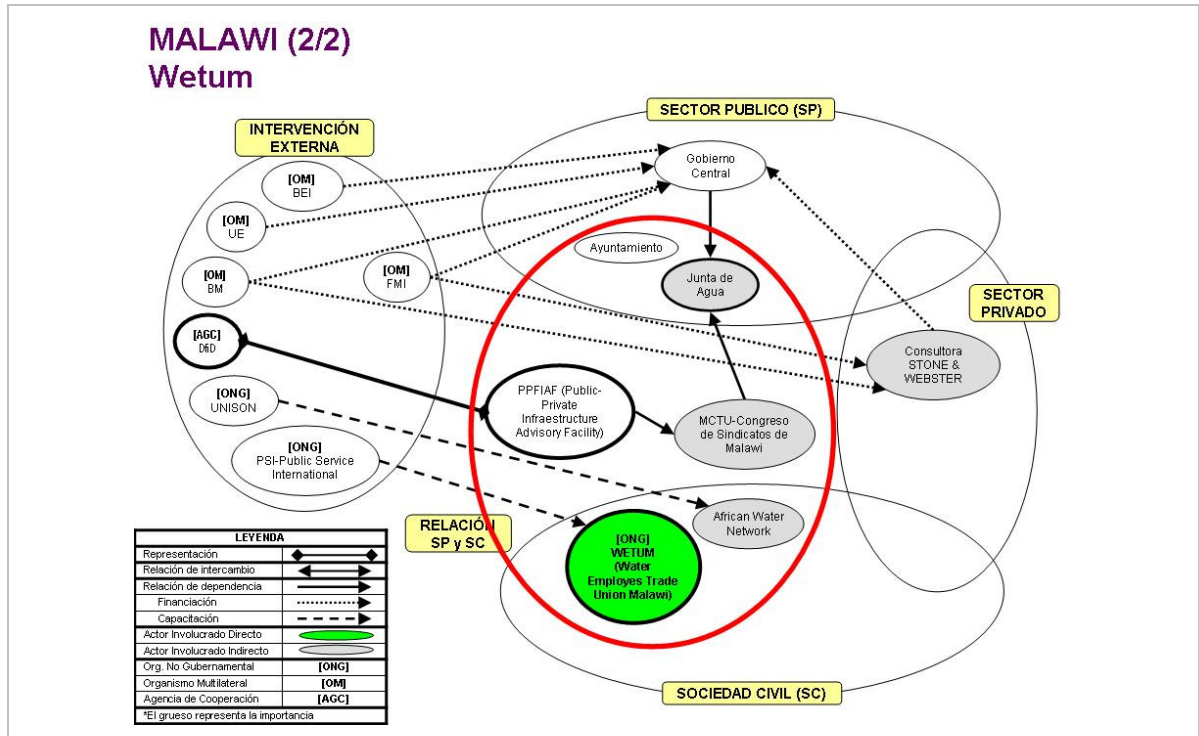 MALAWI (2/2)
Wetum
SECTOR PUBLICO (SP)
INTERVENCIÓN
EXTERNA
[OM]
BEI
Gobierno
Central
[OM]
UE
Ayuntamiento
[OM]
BM
[OM]
FMI
Junta de
Agua
SECTOR
PRIVADO
[AGC]
DfiD
Consultora
STONE &
WEBSTER
[ONG]
UNISON
PPFIAF (Public-
Private
Infraestructure
Advisory Facility)
MCTU-Congreso
de Sindicatos de
Malawi
[ONG]
PSI-Public Service
International
RELACIÓN
SP y SC
African Water
Network
[ONG]
WETUM
(Water
Employes Trade
Union Malawi)
SOCIEDAD CIVIL (SC)
LEYENDA
Representación
Relación de intercambio
Relación de dependencia
Financiación
Capacitación
Actor Involucrado Directo
Actor Involucrado Indirecto
Org. No Gubernamental [ONG]
Organismo Multilateral [OM]
Agencia de Cooperación [AGC]
*El grueso representa la importancia